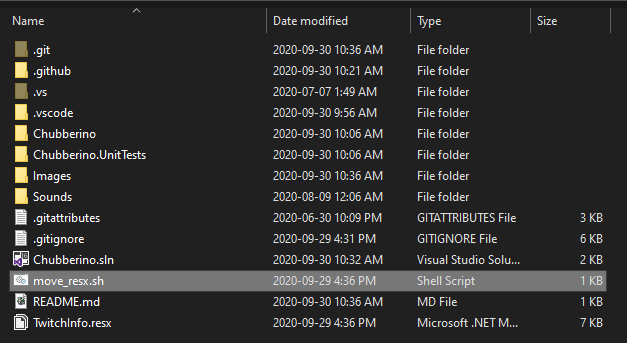 Name Date modified Type Size
.git 2020-09-30 10:36 AM File folder
.github 2020-09-30 10:21 AM File folder
.vs 2020-07-07 1:49 AM File folder
.vscode 2020-09-30 9:56 AM File folder
Chubberino 2020-09-30 10:06 AM File folder
Chubberino.UnitTests 2020-09-30 10:06 AM File folder
Images 2020-09-30 10:36 AM File folder
Sounds 2020-08-09 12:06 AM File folder
.gitattributes 2020-06-30 10:09 PM GITATTRIBUTES File 3 KB
.gitignore 2020-09-29 4:31 PM GITIGNORE File 6 KB
Chubberino.sln 2020-09-30 10:32 AM Visual Studio Solu... 2 KB
move_resx.sh 2020-09-29 4:36 PM Shell Script 1 KB
README.md 2020-09-30 10:36 AM MD File 1 KB
TwitchInfo.resx 2020-09-29 4:36 PM Microsoft .NET M... 7 KB